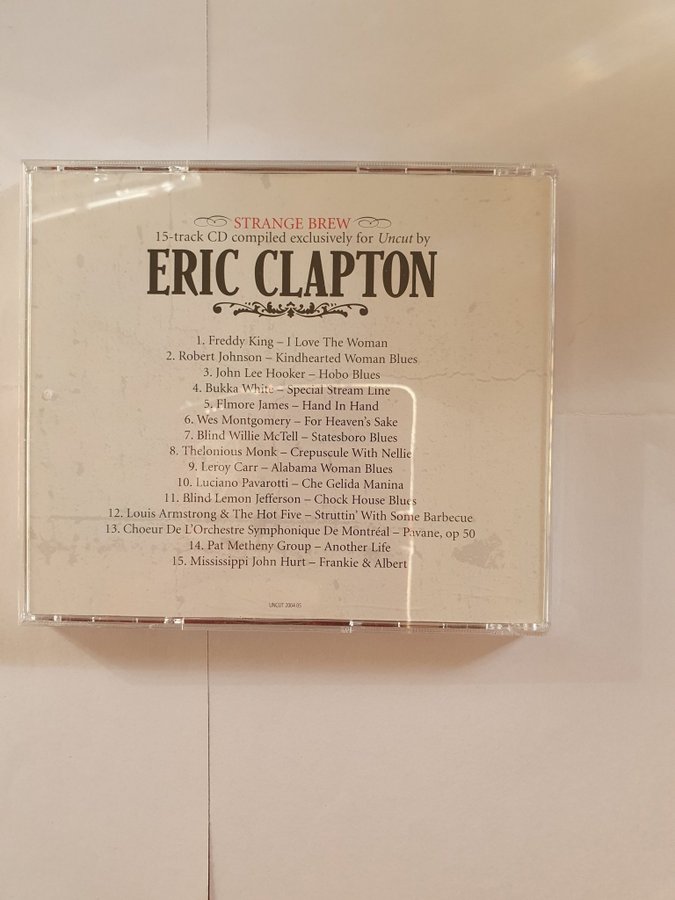 STRANGE BREW
15-track CD compiled exclusively for Uncut by
ERIC CLAPTON
1. Freddy King – I Love The Woman
2. Robert Johnson – Kindhearted Woman Blues
3. John Lee Hooker – Hobo Blues
4. Bukka White – Special Stream Line
5. Elmore James – Hand In Hand
6. Wes Montgomery – For Heaven's Sake
7. Blind Willie McTell – Statesboro Blues
8. Thelonious Monk – Crepuscule With Nellie
9. Leroy Carr – Alabama Woman Blues
10. Luciano Pavarotti – Che Gelida Manina
11. Blind Lemon Jefferson – Chock House Blues
12. Louis Armstrong & The Hot Five – Struttin' With Some Barbecue
13. Choeur De L'Orchestre Symphonique De Montréal – Pavane, op 50
14. Pat Metheny Group – Another Life
15. Mississippi John Hurt – Frankie & Albert
UNCUT 2004 05